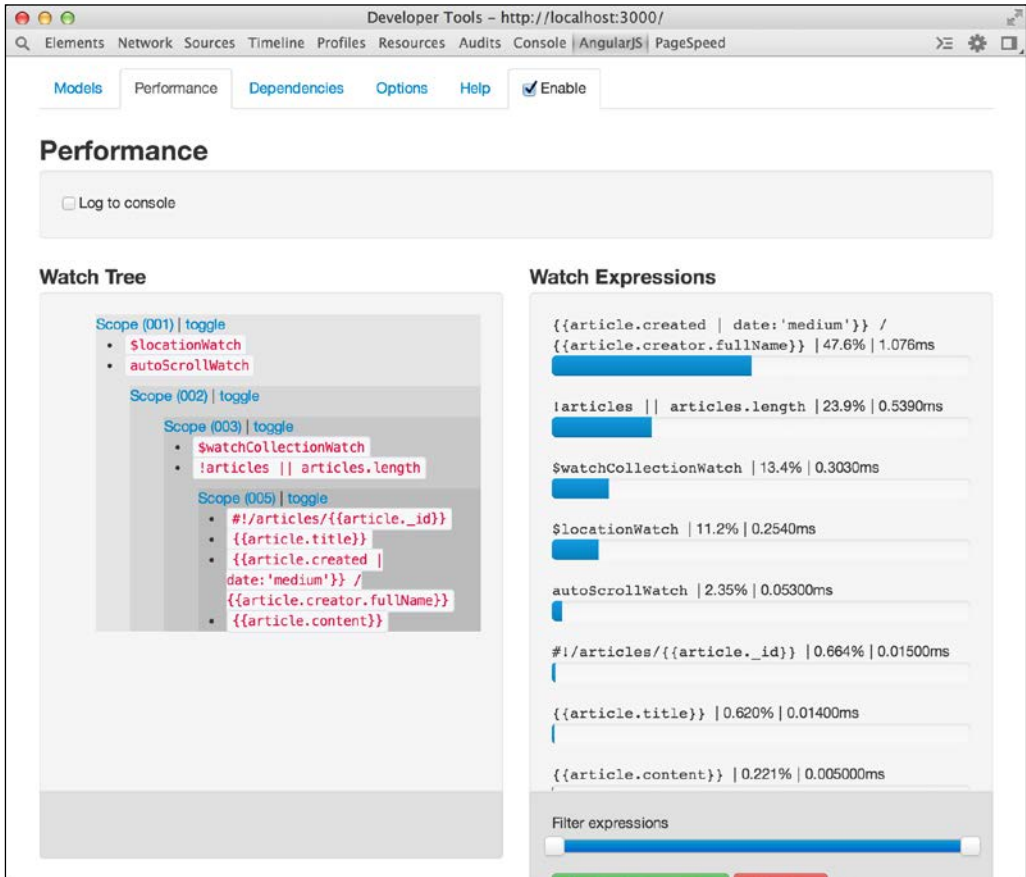 Developer Tools – http://localhost:3000/
Elements Network Sources Timeline Profiles Resources Audits Console AngularJS PageSpeed
Models Performance Dependencies Options Help Enable
Performance
Log to console
Watch Tree
Scope (001) | toggle
$locationWatch
autoScrollWatch
Scope (002) | toggle
Scope (003) | toggle
$watchCollectionWatch
!articles || articles.length
Scope (005) | toggle
#!/articles/{{article._id}}
{{article.title}}
{{article.created |
date:'medium'}} /
{{article.creator.fullName}}
{{article.content}}
Watch Expressions
{{article.created | date:'medium'}} /
{{article.creator.fullName}} | 47.6% | 1.076ms
!articles || articles.length | 23.9% | 0.5390ms
$watchCollectionWatch | 13.4% | 0.3030ms
$locationWatch | 11.2% | 0.2540ms
autoScrollWatch | 2.35% | 0.05300ms
#!/articles/{{article._id}} | 0.664% | 0.01500ms
{{article.title}} | 0.620% | 0.01400ms
{{article.content}} | 0.221% | 0.005000ms
Filter expressions